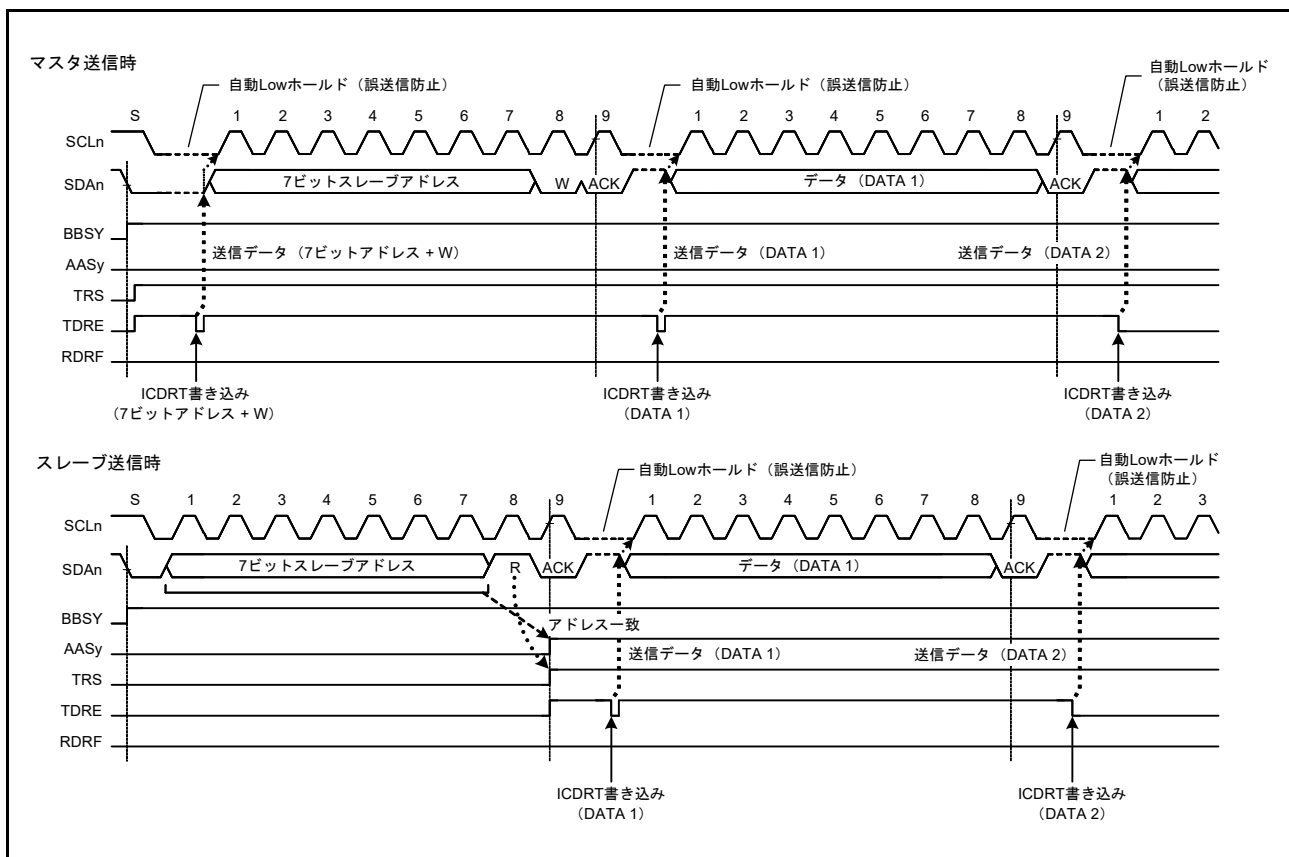 マスタ送信時
自動Lowホールド（誤送信防止）
自動Lowホールド（誤送信防止）
自動Lowホールド
（誤送信防止）
S 1 2 3 4 5 6 7 8 9 1 2 3 4 5 6 7 8 9 1 2
SCLn
SDAn 7ビットスレーブアドレス W ACK データ（DATA 1） ACK
BBSY
送信データ（7ビットアドレス + W） 送信データ（DATA 1） 送信データ（DATA 2）
AASy
TRS
TDRE
RDRF
ICDRT書き込み
（7ビットアドレス + W）
ICDRT書き込み
（DATA 1）
ICDRT書き込み
（DATA 2）
スレーブ送信時
自動Lowホールド（誤送信防止）
自動Lowホールド
（誤送信防止）
S 1 2 3 4 5 6 7 8 9 1 2 3 4 5 6 7 8 9 1 2 3
SCLn
SDAn 7ビットスレーブアドレス R ACK データ（DATA 1） ACK
BBSY
アドレス一致
AASy
送信データ（DATA 1） 送信データ（DATA 2）
TRS
TDRE
RDRF
ICDRT書き込み
（DATA 1）
ICDRT書き込み
（DATA 2）